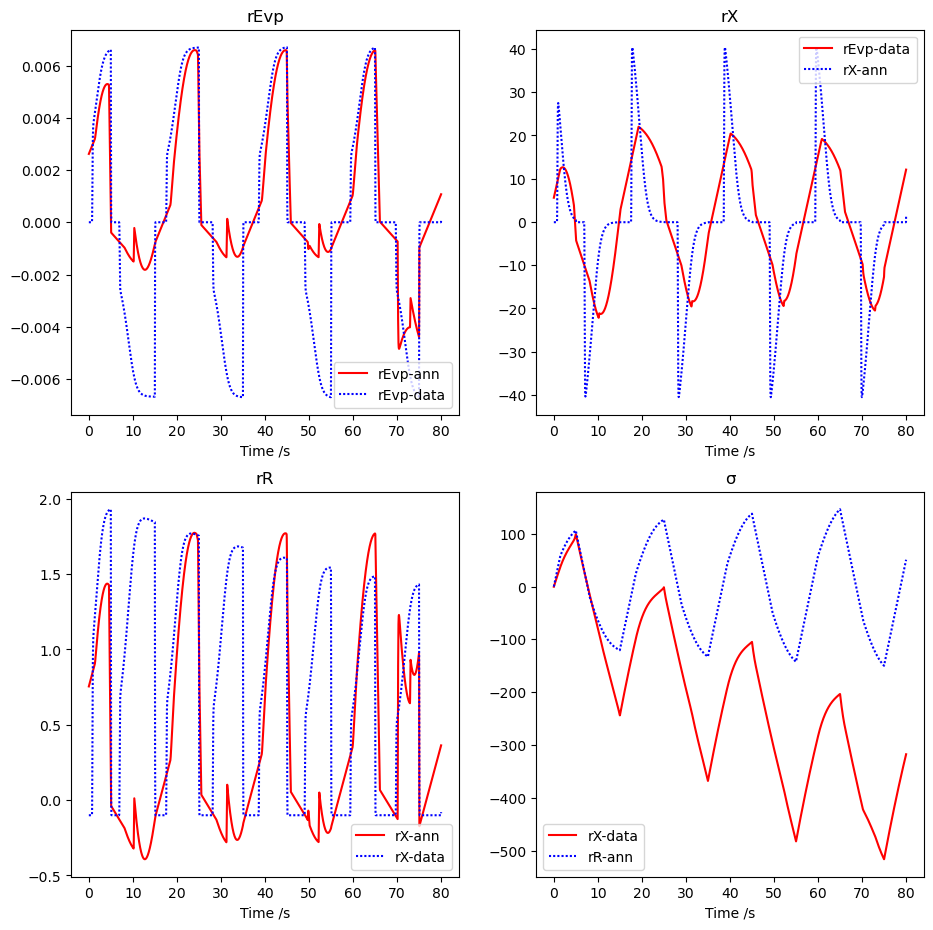 rEvp
0.006
0.004
0.002
0.000
−0.002
−0.004
−0.006
rEvp-ann
rEvp-data
0 10 20 30 40 50 60 70 80
Time /s
rX
40
30
20
10
0
−10
−20
−30
−40
rEvp-data
rX-ann
0 10 20 30 40 50 60 70 80
Time /s
rR
2.0
1.5
1.0
0.5
0.0
−0.5
rX-ann
rX-data
0 10 20 30 40 50 60 70 80
Time /s
σ
100
0
−100
−200
−300
−400
−500
rX-data
rR-ann
0 10 20 30 40 50 60 70 80
Time /s